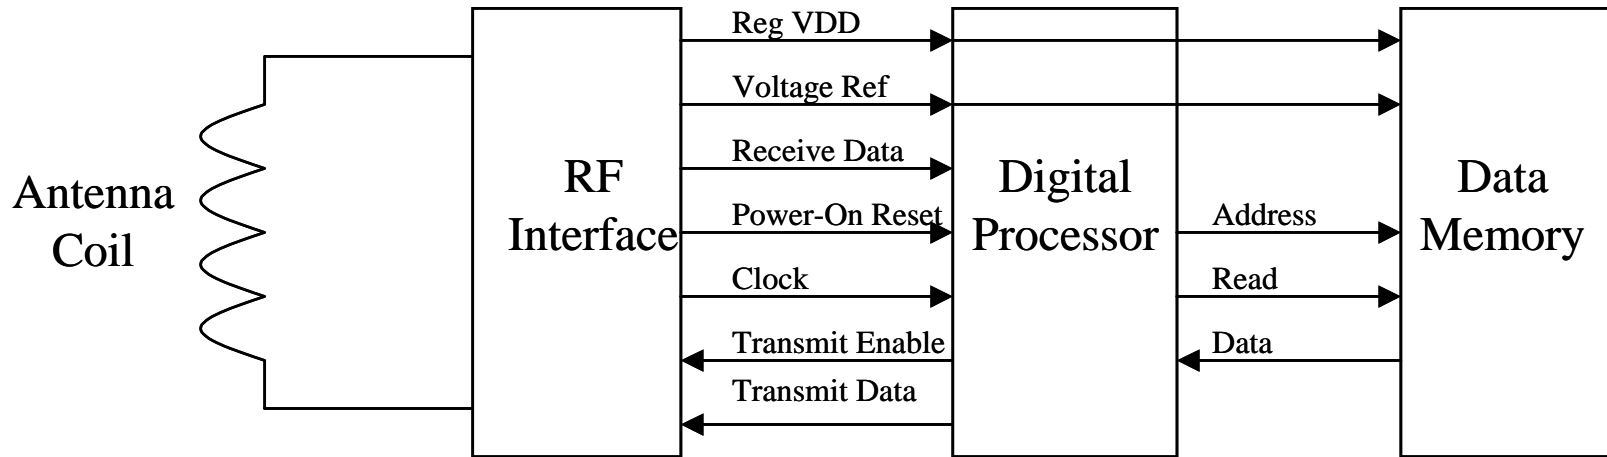 Antenna
Coil
RF
Interface
Reg VDD
Voltage Ref
Receive Data
Power-On Reset
Clock
Transmit Enable
Transmit Data
Digital
Processor
Address
Read
Data
Data
Memory